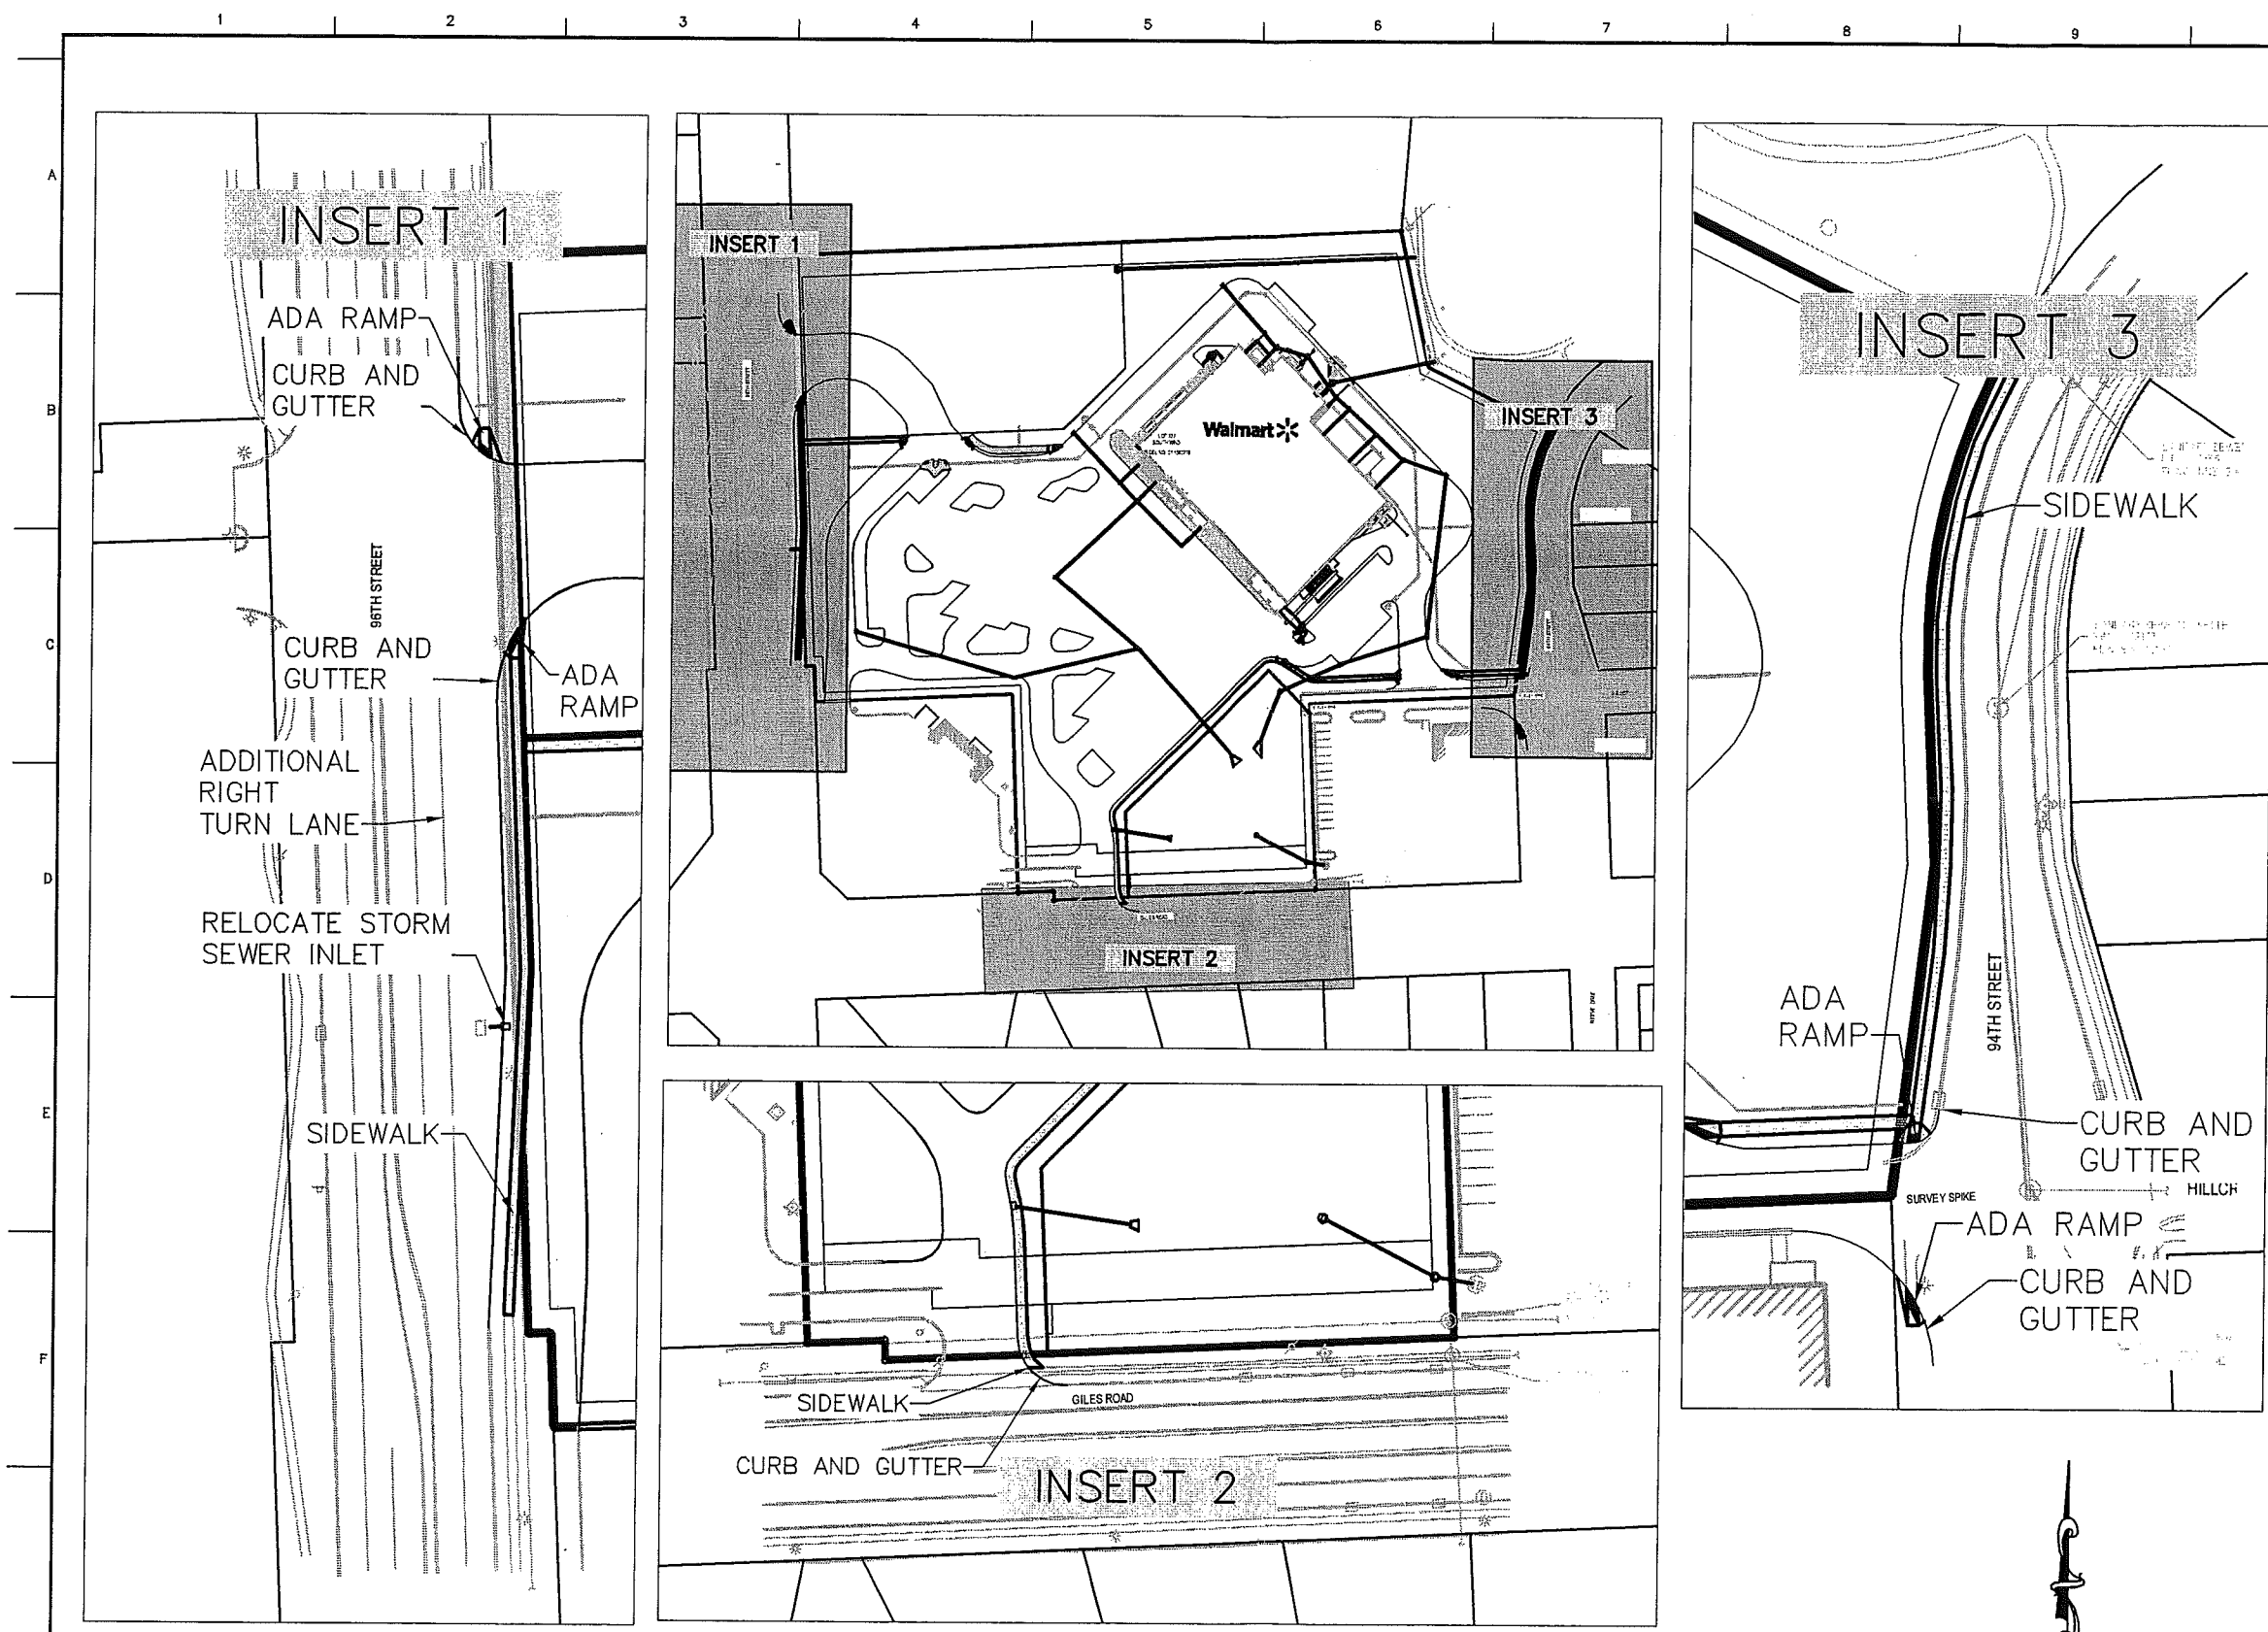 1 2 3 4 5 6 7 8 9
A
B
C
D
E
F
INSERT 1
ADA RAMP
CURB AND
GUTTER
96TH STREET
CURB AND
GUTTER
ADA
RAMP
ADDITIONAL
RIGHT
TURN LANE
RELOCATE STORM
SEWER INLET
SIDEWALK
INSERT 1
Walmart
INSERT 3
INSERT 2
SIDEWALK
GILES ROAD
CURB AND GUTTER
INSERT 2
INSERT 3
SIDEWALK
94TH STREET
ADA
RAMP
CURB AND
GUTTER
HILLCR
SURVEY SPIKE
ADA RAMP
CURB AND
GUTTER